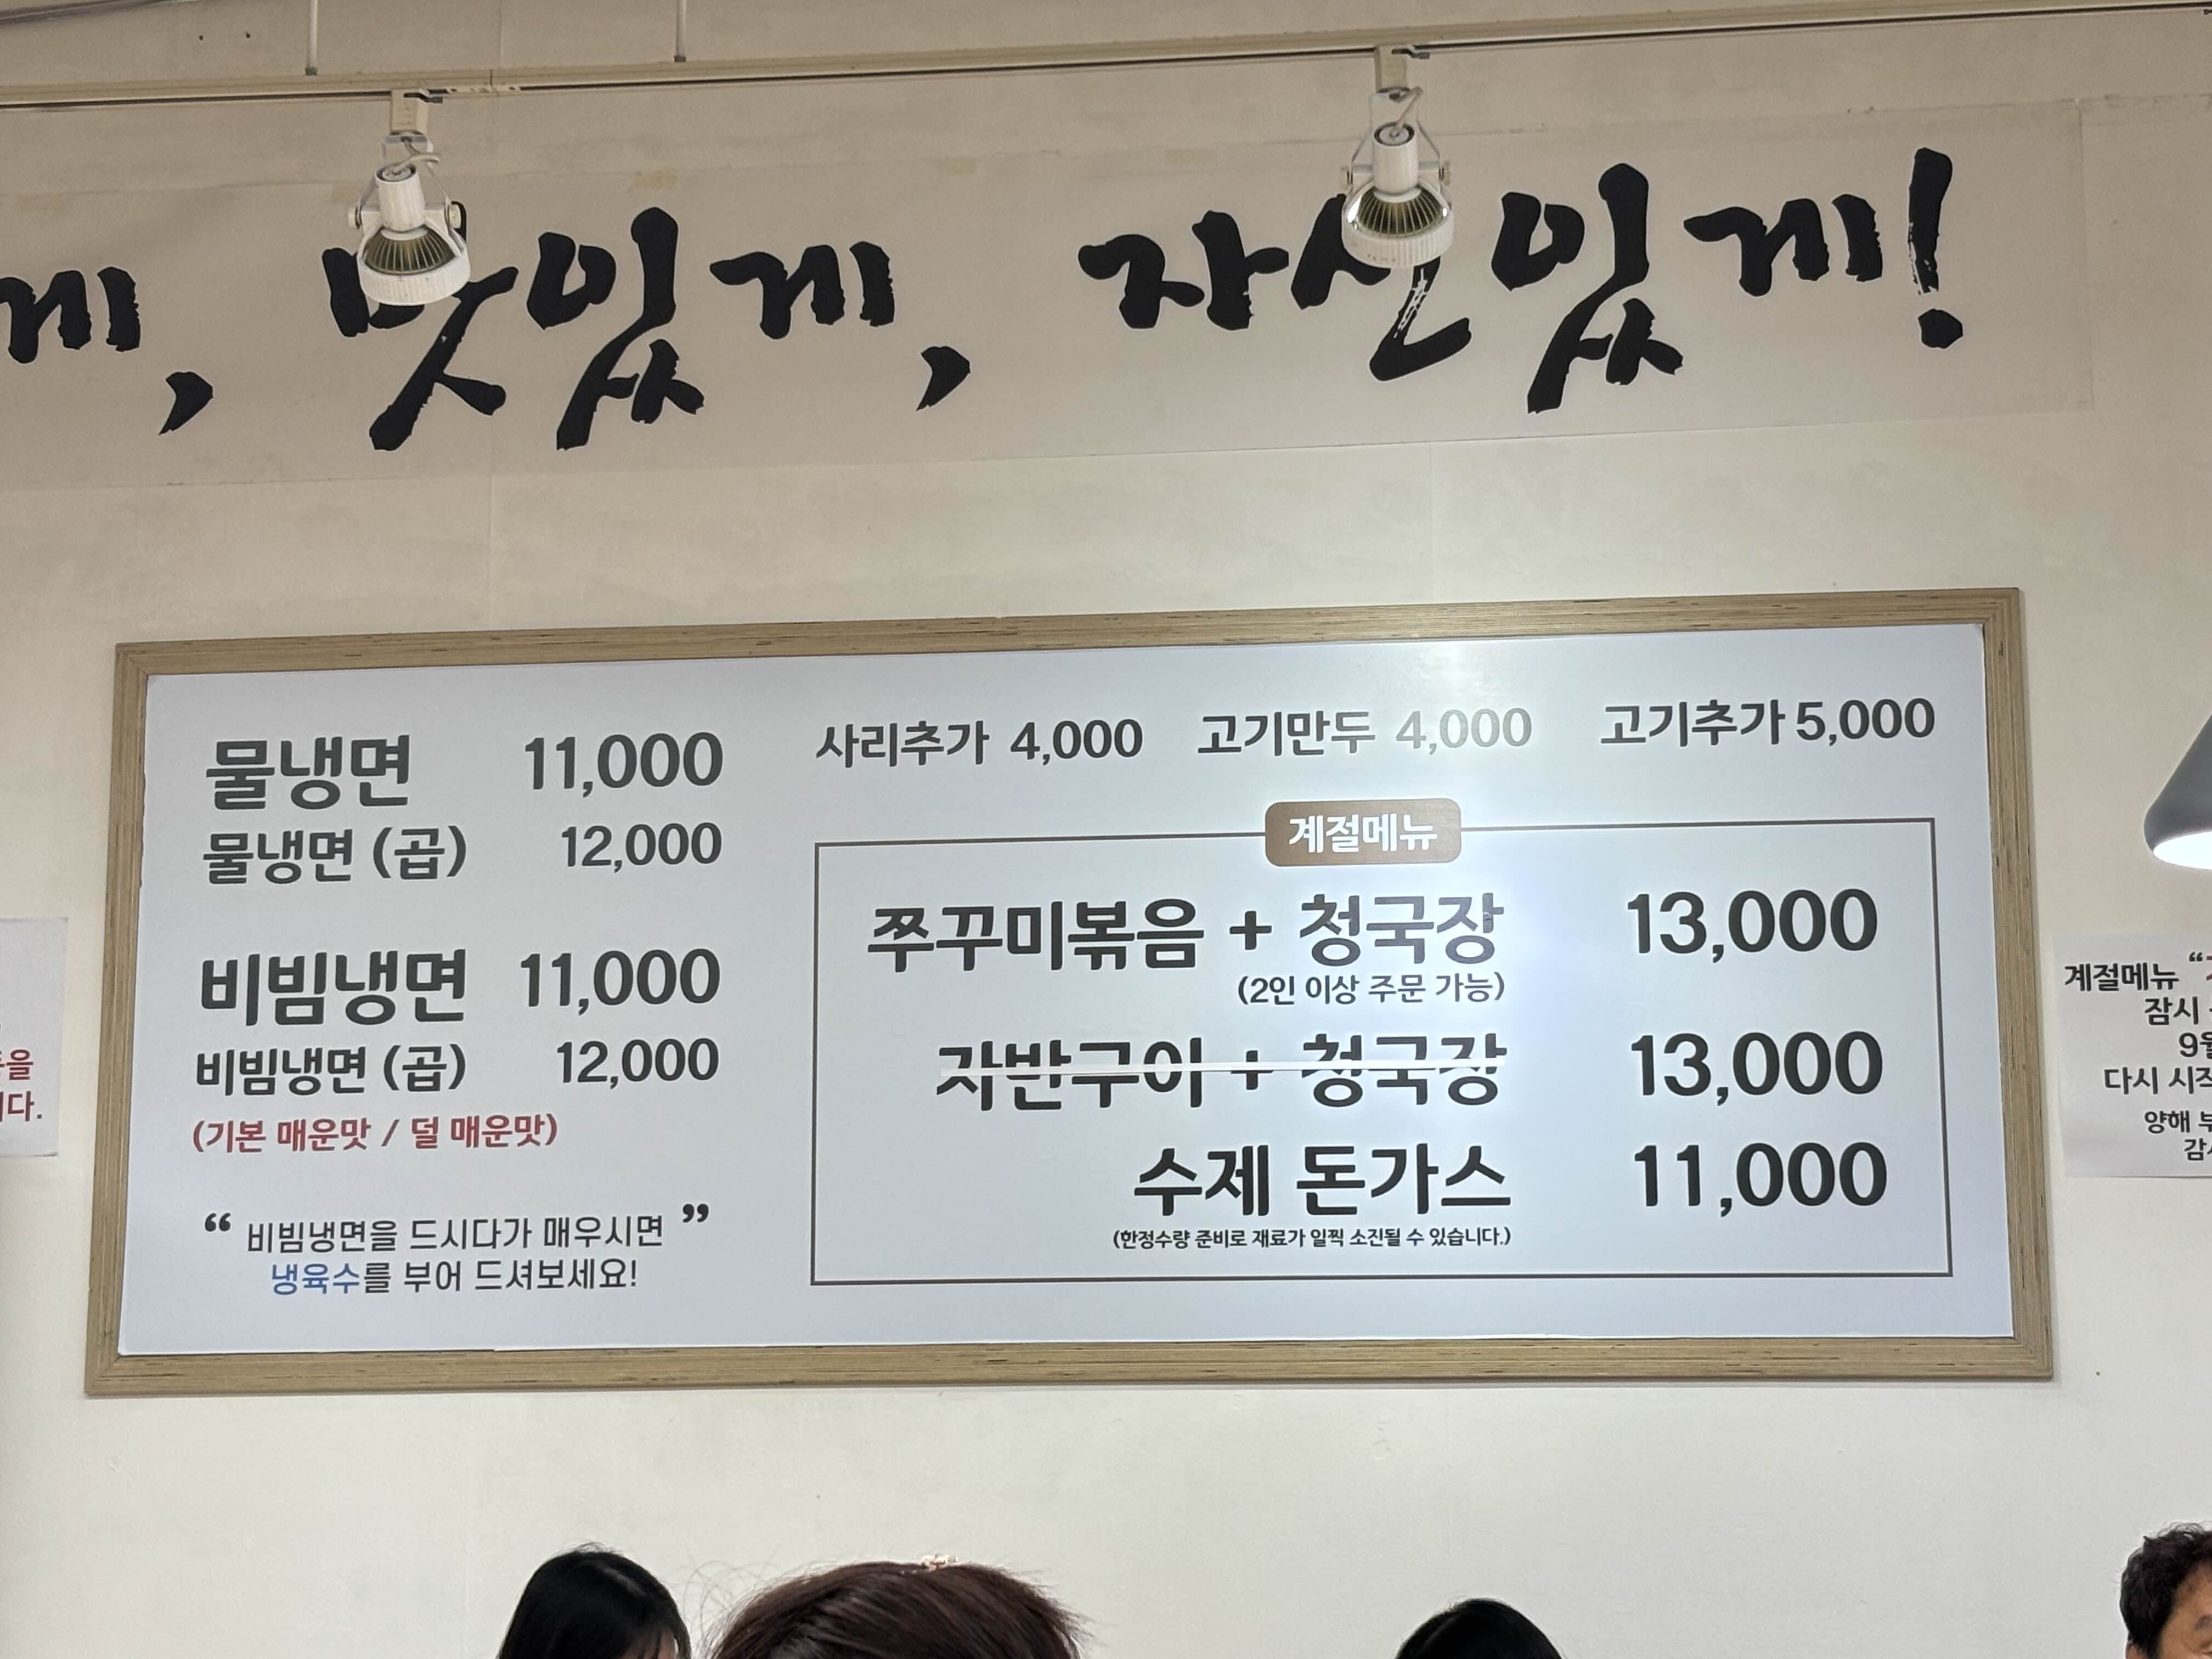 게, 맛있게, 자신있게!
물냉면 11,000
물냉면 (곱) 12,000
비빔냉면 11,000
비빔냉면 (곱) 12,000
(기본 매운맛 / 덜 매운맛)
“ 비빔냉면을 드시다가 매우시면 ”
냉육수를 부어 드셔보세요!
사리추가 4,000 고기만두 4,000 고기추가 5,000
계절메뉴
쭈꾸미볶음 + 청국장 13,000
(2인 이상 주문 가능)
자반구이 + 청국장 13,000
수제 돈가스 11,000
(한정수량 준비로 재료가 일찍 소진될 수 있습니다.)
을
다.
계절메뉴 “
잠시
9월
다시 시작
양해
감사